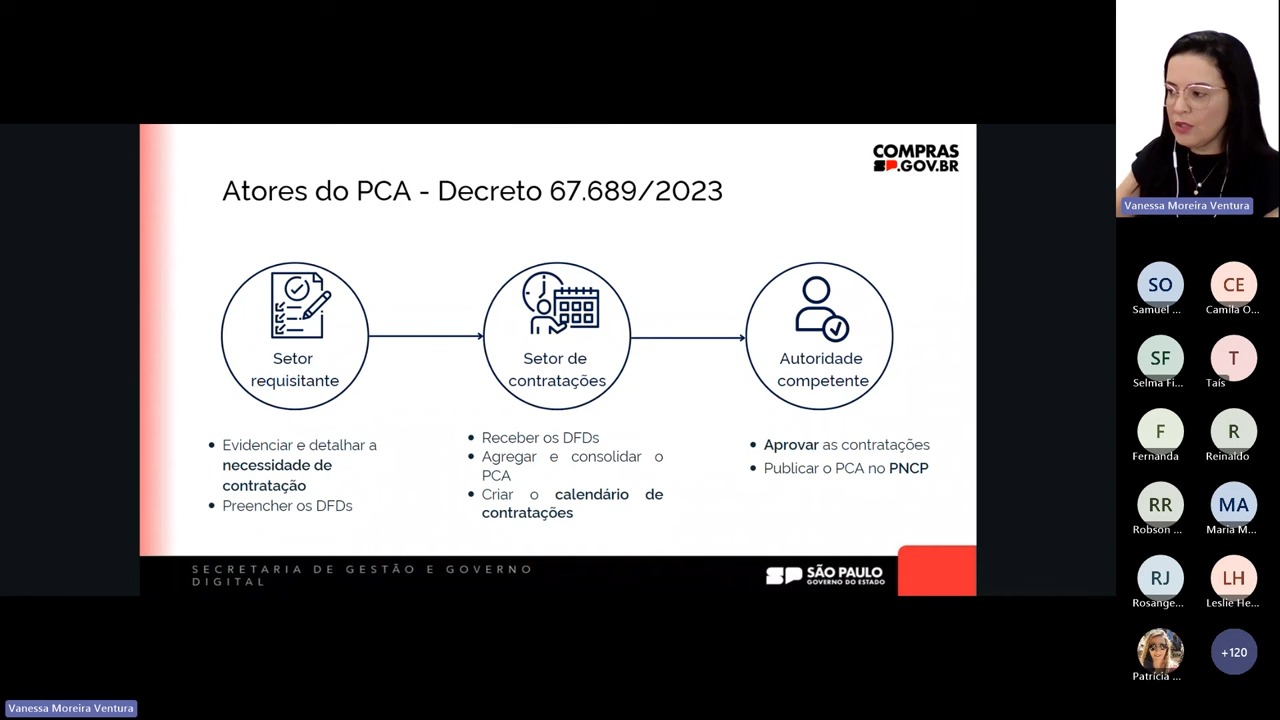 COMPRAS
SP.GOV.BR
Atores do PCA - Decreto 67.689/2023
Setor
requisitante
Setor de
contratações
Autoridade
competente
• Evidenciar e detalhar a
necessidade de
contratação
• Preencher os DFDs
• Receber os DFDs
• Agregar e consolidar o
PCA
• Criar o calendário de
contratações
• Aprovar as contratações
• Publicar o PCA no PNCP
SECRETARIA DE GESTÃO E GOVERNO
DIGITAL
SP SÃO PAULO
GOVERNO DO ESTADO
Vanessa Moreira Ventura
SO
Samuel ...
CE
Camila O...
SF
Selma Fi...
T
Taís
F
Fernanda
R
Reinaldo
RR
Robson ...
MA
Maria M...
RJ
Rosange...
LH
Leslie He...
Patrícia ...
+120
Vanessa Moreira Ventura